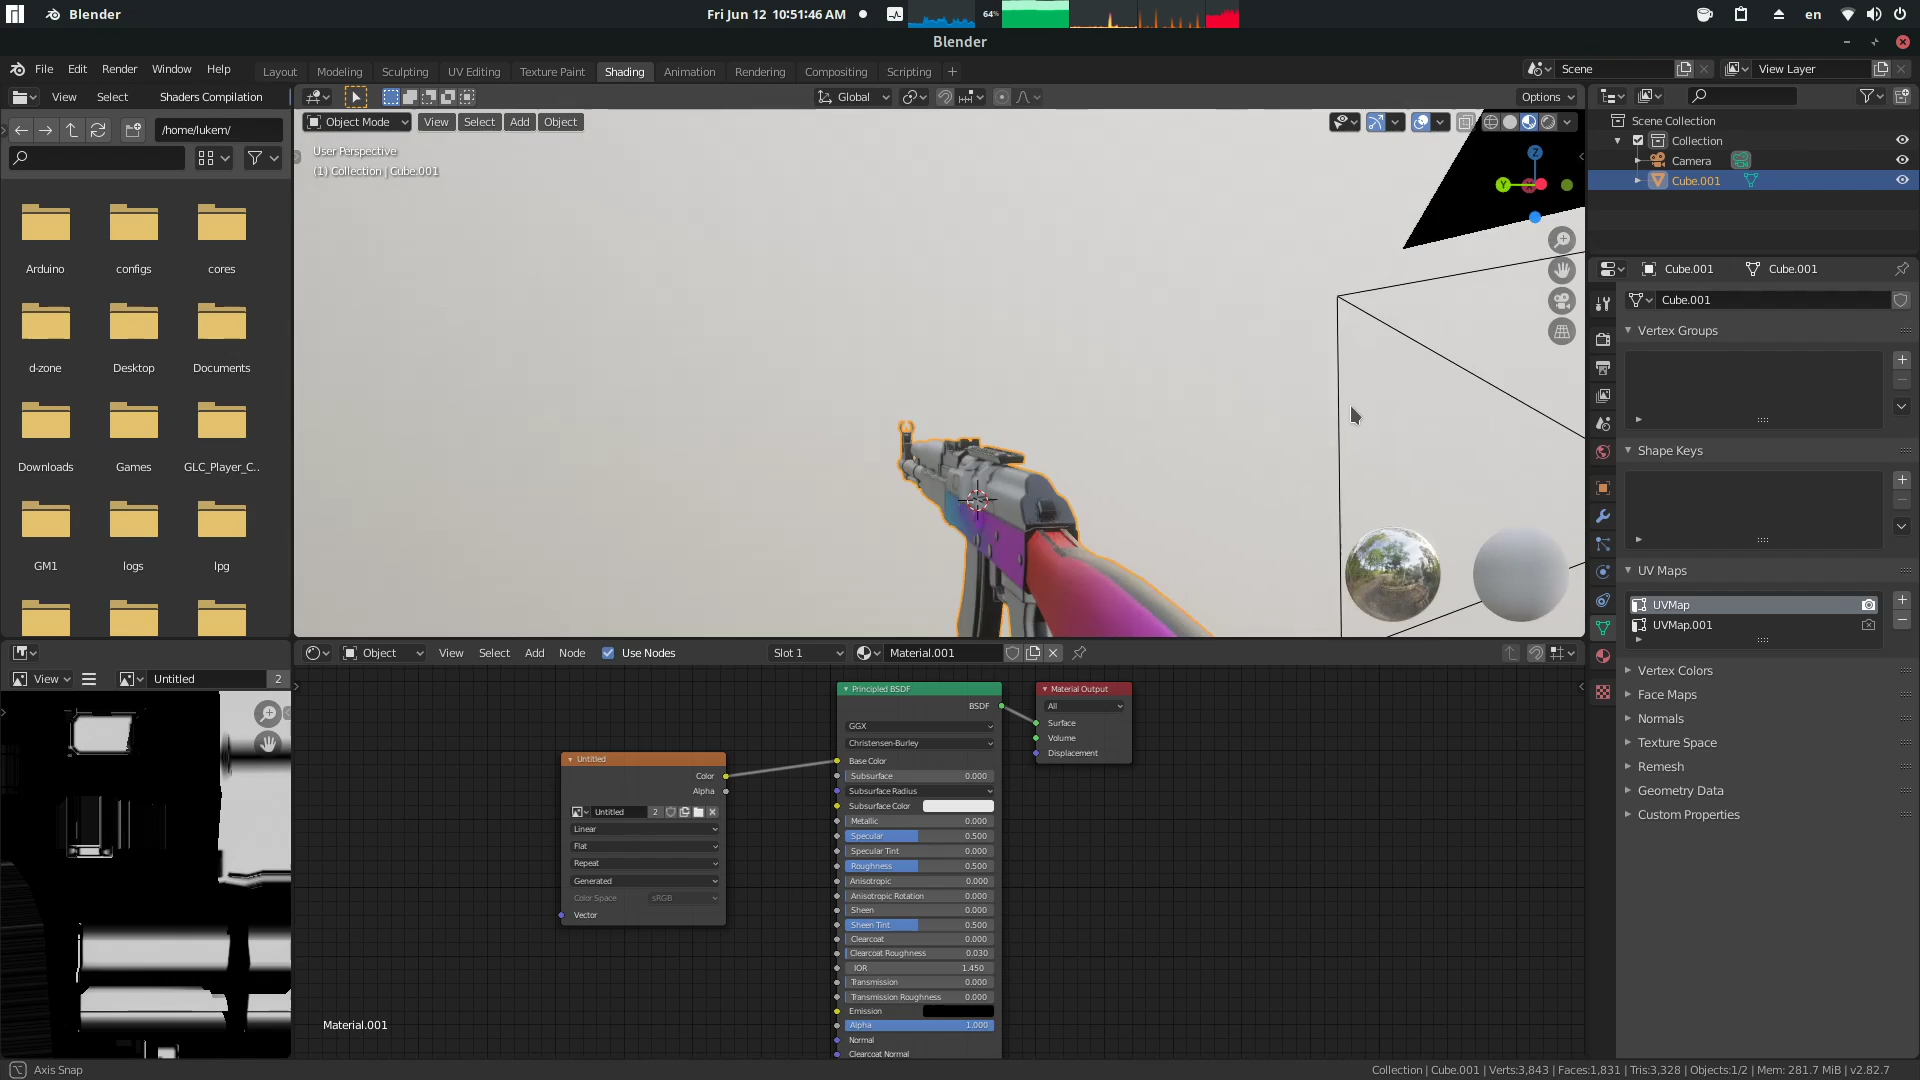 Blender
Fri Jun 12 10:51:46 AM
64%
en
Blender
File Edit Render Window Help
Layout Modeling Sculpting UV Editing Texture Paint Shading Animation Rendering Compositing Scripting +
Scene
View Layer
View Select Shaders Compilation
Global
Options
/home/lukem/
Object Mode View Select Add Object
User Perspective
(1) Collection | Cube.001
Z
Y
Arduino configs cores
d-zone Desktop Documents
Downloads Games GLC_Player_C..
GM1 logs lpg
Scene Collection
Collection
Camera
Cube.001
Cube.001 Cube.001
Cube.001
Vertex Groups
Shape Keys
UV Maps
UVMap
UVMap.001
Vertex Colors
Face Maps
Normals
Texture Space
Remesh
Geometry Data
Custom Properties
Object View Select Add Node Use Nodes Slot 1 Material.001
View Untitled 2
Untitled
Color
Alpha
Untitled 2
Linear
Flat
Repeat
Generated
Color Space sRGB
Vector
Principled BSDF
BSDF
GGX
Christensen-Burley
Base Color
Subsurface 0.000
Subsurface Radius
Subsurface Color
Metallic 0.000
Specular 0.500
Specular Tint 0.000
Roughness 0.500
Anisotropic 0.000
Anisotropic Rotation 0.000
Sheen 0.000
Sheen Tint 0.500
Clearcoat 0.000
Clearcoat Roughness 0.030
IOR 1.450
Transmission 0.000
Transmission Roughness 0.000
Emission
Alpha 1.000
Normal
Clearcoat Normal
Material Output
All
Surface
Volume
Displacement
Material.001
Axis Snap
Collection | Cube.001 | Verts:3,843 | Faces:1,831 | Tris:3,328 | Objects:1/2 | Mem: 281.7 MiB | v2.82.7